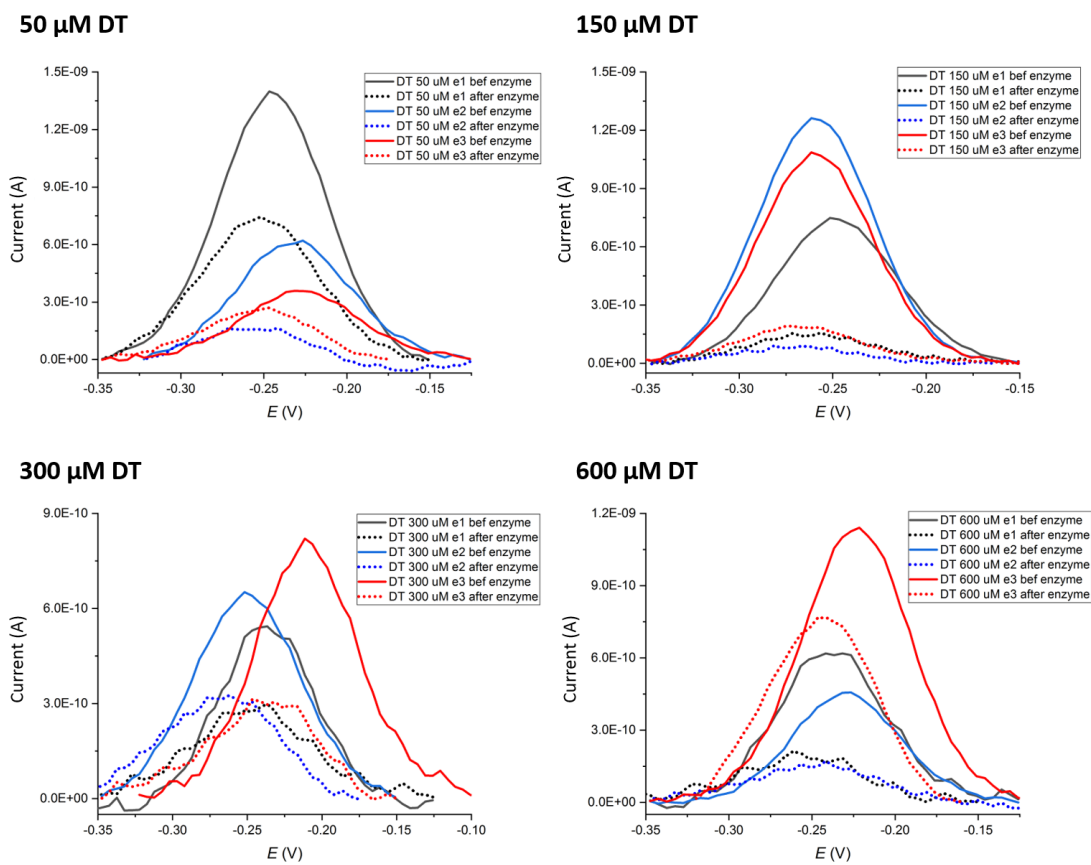 50 µM DT
1.5E-09
1.2E-09
9.0E-10
6.0E-10
3.0E-10
0.0E+00
Current (A)
-0.35
-0.30
-0.25
-0.20
-0.15
E (V)
DT 50 uM e1 bef enzyme
DT 50 uM e1 after enzyme
DT 50 uM e2 bef enzyme
DT 50 uM e2 after enzyme
DT 50 uM e3 bef enzyme
DT 50 uM e3 after enzyme
150 µM DT
1.5E-09
1.2E-09
9.0E-10
6.0E-10
3.0E-10
0.0E+00
Current (A)
-0.35
-0.30
-0.25
-0.20
-0.15
E (V)
DT 150 uM e1 bef enzyme
DT 150 uM e1 after enzyme
DT 150 uM e2 bef enzyme
DT 150 uM e2 after enzyme
DT 150 uM e3 bef enzyme
DT 150 uM e3 after enzyme
300 µM DT
9.0E-10
6.0E-10
3.0E-10
0.0E+00
Current (A)
-0.35
-0.30
-0.25
-0.20
-0.15
-0.10
E (V)
DT 300 uM e1 bef enzyme
DT 300 uM e1 after enzyme
DT 300 uM e2 bef enzyme
DT 300 uM e2 after enzyme
DT 300 uM e3 bef enzyme
DT 300 uM e3 after enzyme
600 µM DT
1.2E-09
9.0E-10
6.0E-10
3.0E-10
0.0E+00
Current (A)
-0.35
-0.30
-0.25
-0.20
-0.15
E (V)
DT 600 uM e1 bef enzyme
DT 600 uM e1 after enzyme
DT 600 uM e2 bef enzyme
DT 600 uM e2 after enzyme
DT 600 uM e3 bef enzyme
DT 600 uM e3 after enzyme